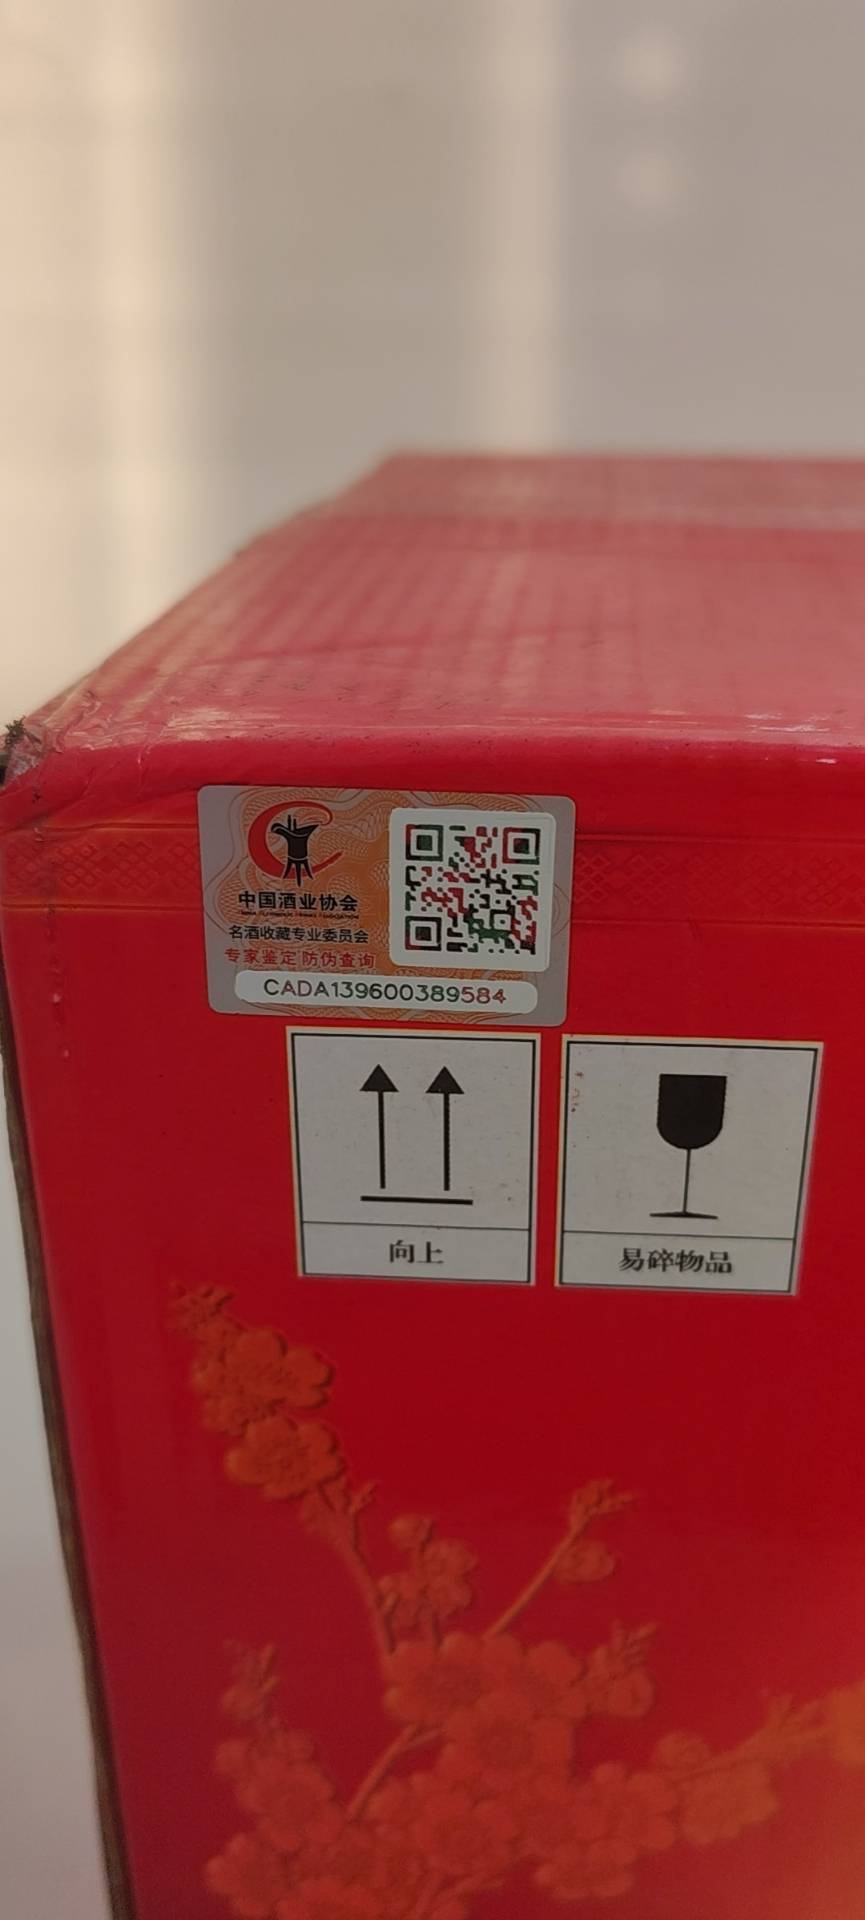 中国酒业协会
名酒收藏专业委员会
专家鉴定 防伪查询
CADA139600389584
向上
易碎物品